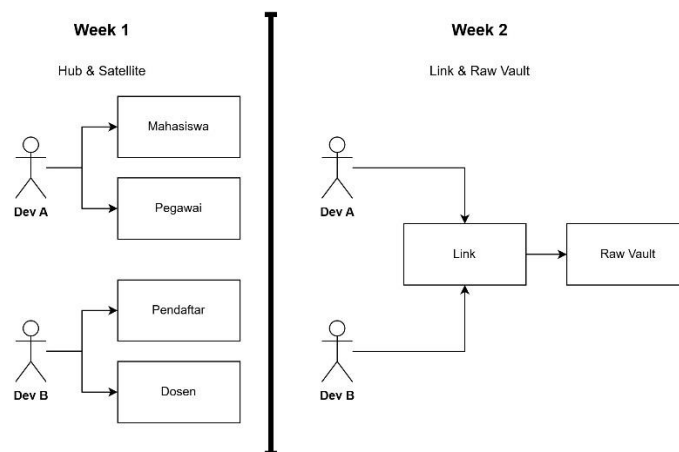 Week 1
Hub & Satellite
Mahasiswa
Dev A
Pegawai
Pendaftar
Dev B
Dosen
Week 2
Link & Raw Vault
Dev A
Link
Raw Vault
Dev B